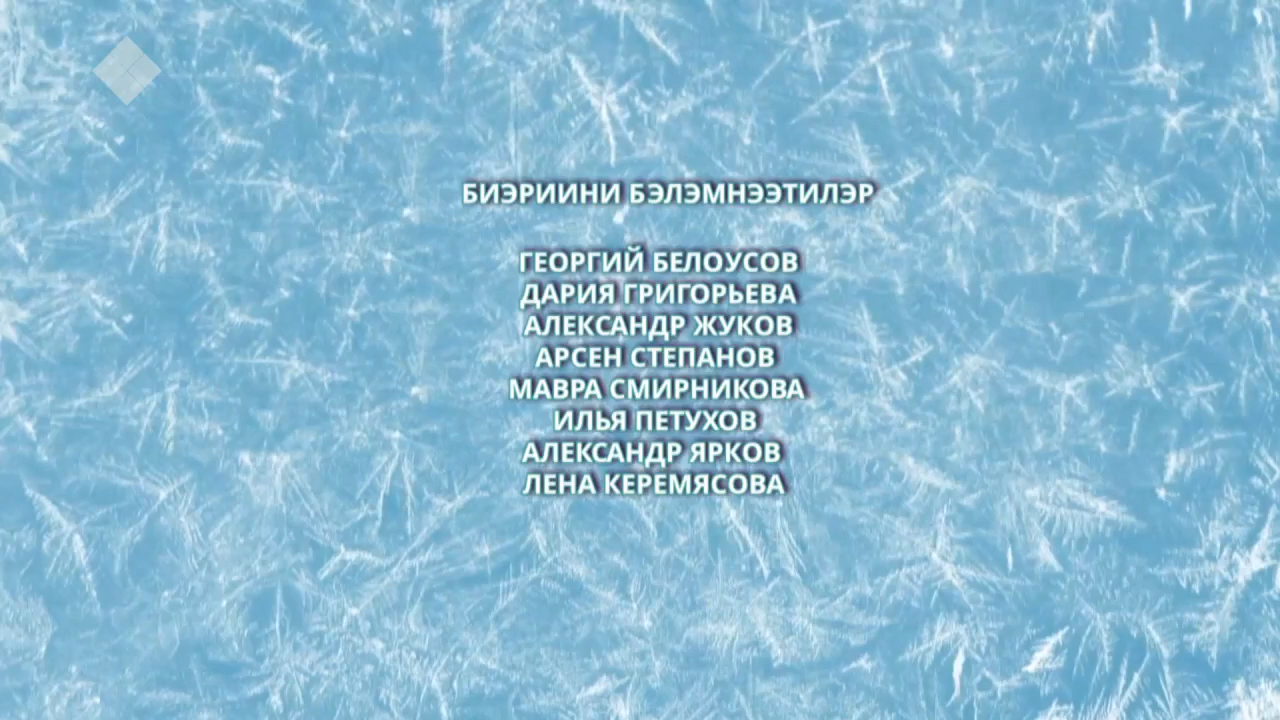 БИЭРИИНИ БЭЛЭМНЭЭТИЛЭР
ГЕОРГИЙ БЕЛОУСОВ
ДАРИЯ ГРИГОРЬЕВА
АЛЕКСАНДР ЖУКОВ
АРСЕН СТЕПАНОВ
МАВРА СМИРНИКОВА
ИЛЬЯ ПЕТУХОВ
АЛЕКСАНДР ЯРКОВ
ЛЕНА КЕРЕМЯСОВА